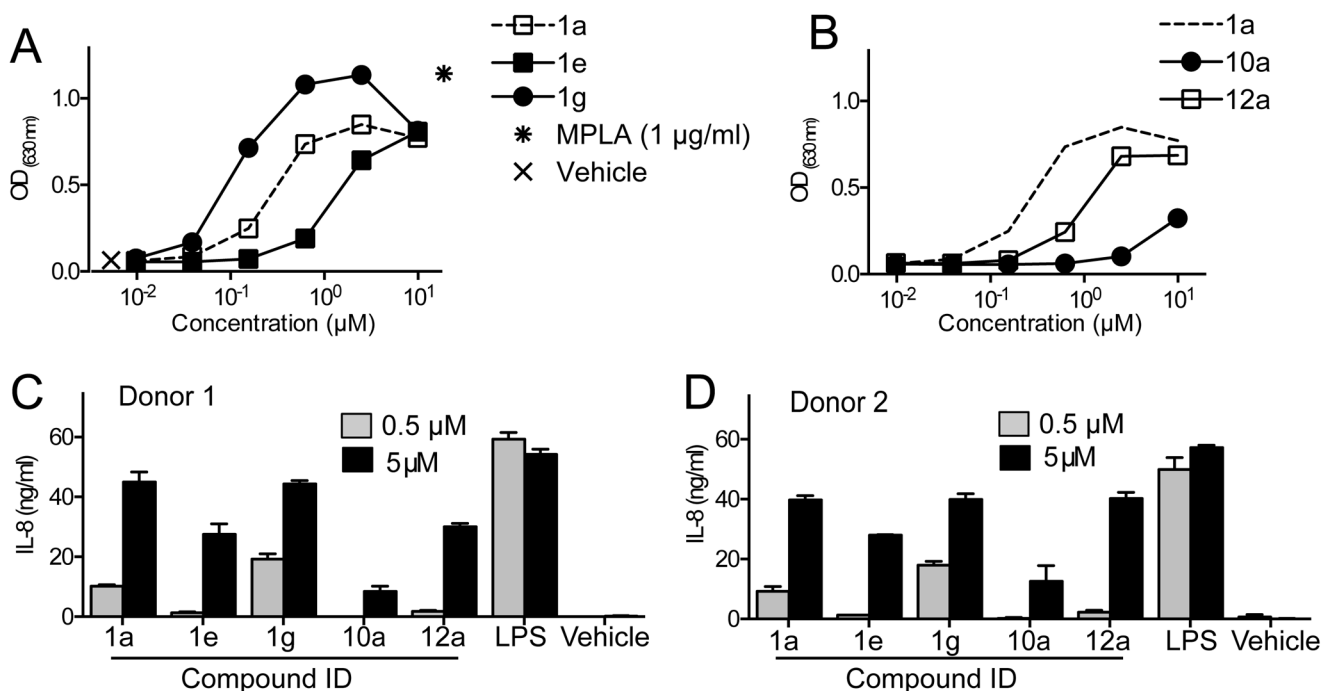 A
1.0
0.5
0.0
OD (630 nm)
10-2
10-1
100
101
Concentration (µM)
1a
1e
1g
MPLA (1 µg/ml)
Vehicle
B
1.0
0.5
0.0
OD (630 nm)
10-2
10-1
100
101
Concentration (µM)
1a
10a
12a
C
Donor 1
0.5 µM
5µM
60
40
20
0
IL-8 (ng/ml)
1a 1e 1g 10a 12a LPS Vehicle
Compound ID
D
Donor 2
0.5 µM
5µM
60
40
20
0
IL-8 (ng/ml)
1a 1e 1g 10a 12a LPS Vehicle
Compound ID